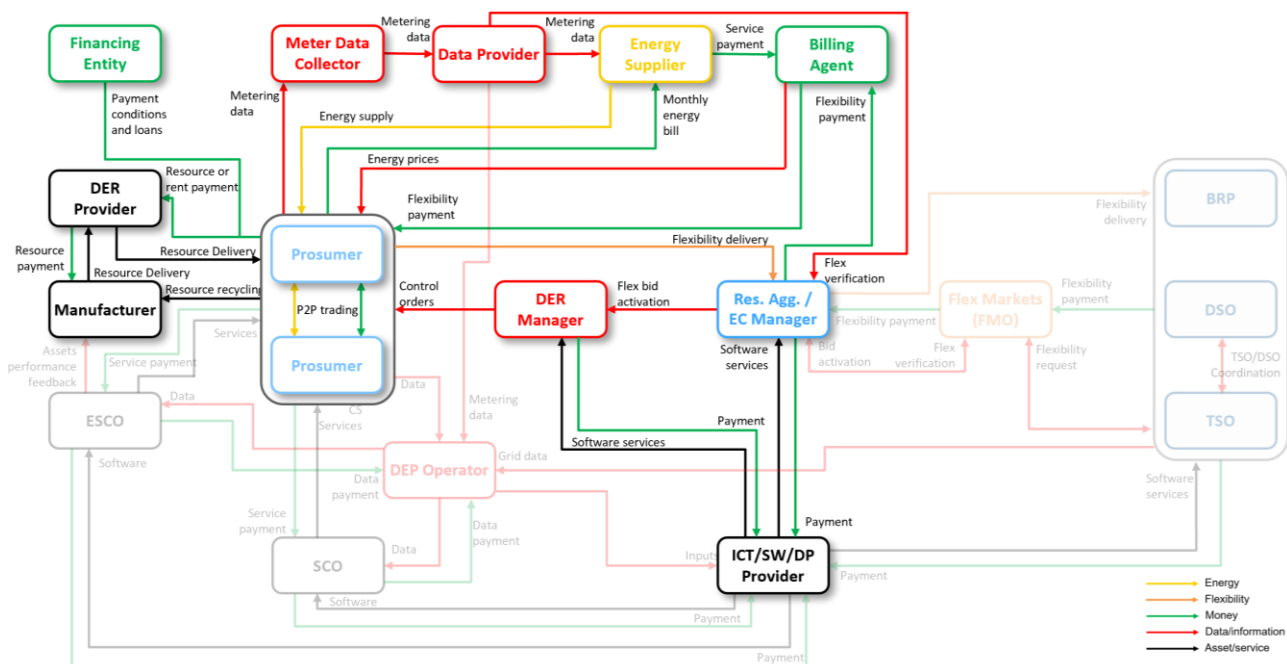 Financing
Entity
Meter Data
Collector
Metering
data
Data Provider
Metering
data
Energy
Supplier
Service
payment
Billing
Agent
Payment
conditions
and loans
Metering
data
Energy supply
Monthly
energy
bill
Flexibility
payment
Energy prices
DER
Provider
Resource or
rent payment
Flexibility
payment
BRP
Flexibility
delivery
Resource
payment
Resource Delivery
Prosumer
Flexibility delivery
Resource Delivery
Flex
verification
Manufacturer
Resource recycling
P2P trading
Control
orders
DER
Manager
Flex bid
activation
Res. Agg. /
EC Manager
Flexibility payment
Flex Markets
(FMO)
Flexibility
payment
DSO
Services
Assets
performance
feedback
Service payment
Prosumer
Software
services
Bid
activation
Flex
verification
Flexibility
request
TSO/DSO
Coordination
Data
Data
ESCO
CS
Services
Metering
data
TSO
Payment
Software services
Software
DEP Operator
Grid data
Data
payment
Software
services
Service
payment
Data
payment
Payment
SCO
Data
Inputs
ICT/SW/DP
Provider
Payment
Software
Payment
Payment
Energy
Flexibility
Money
Data/information
Asset/service